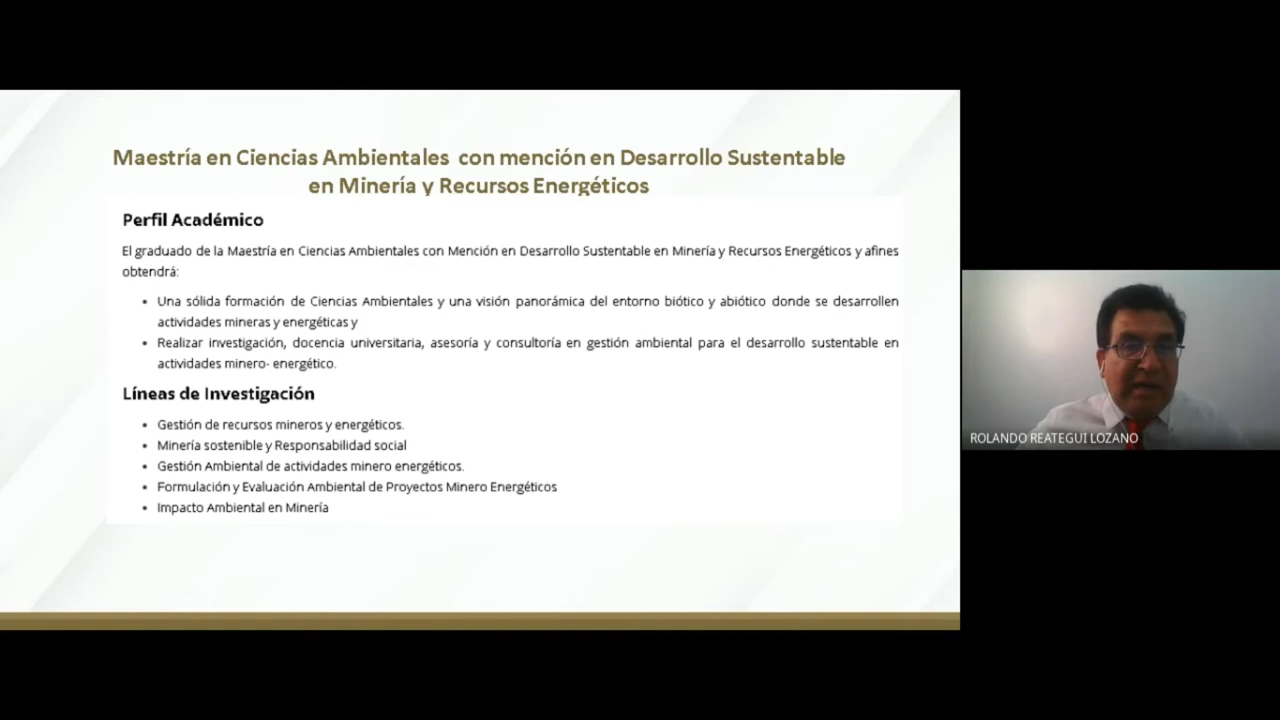 Maestría en Ciencias Ambientales con mención en Desarrollo Sustentable
en Minería y Recursos Energéticos
Perfil Académico
El graduado de la Maestría en Ciencias Ambientales con Mención en Desarrollo Sustentable en Minería y Recursos Energéticos y afines
obtendrá:
• Una sólida formación de Ciencias Ambientales y una visión panorámica del entorno biótico y abiótico donde se desarrollen
actividades mineras y energéticas y
• Realizar investigación, docencia universitaria, asesoría y consultoría en gestión ambiental para el desarrollo sustentable en
actividades minero- energético.
Líneas de Investigación
• Gestión de recursos mineros y energéticos.
• Minería sostenible y Responsabilidad social
• Gestión Ambiental de actividades minero energéticos.
• Formulación y Evaluación Ambiental de Proyectos Minero Energéticos
• Impacto Ambiental en Minería
ROLANDO REATEGUI LOZANO